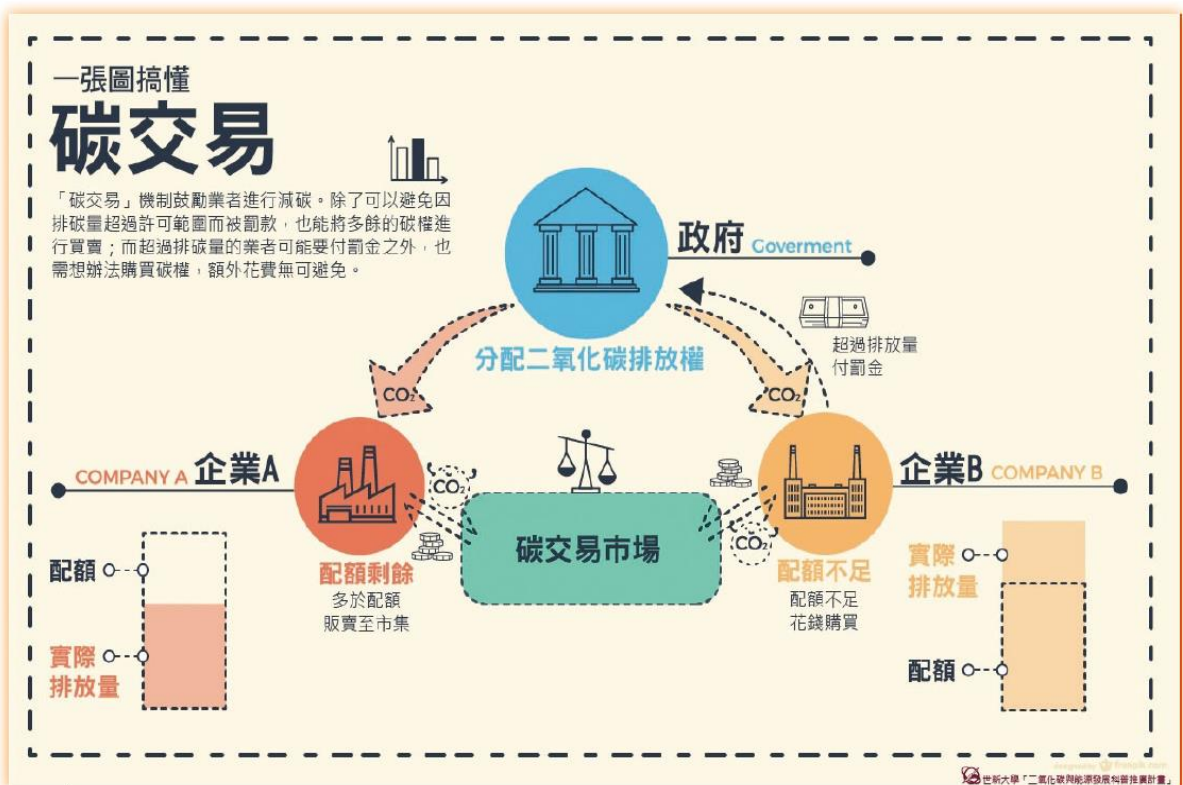 一張圖搞懂
碳交易
「碳交易」機制鼓勵業者進行減碳。除了可以避免因
排碳量超過許可範圍而被罰款，也能將多餘的碳權進
行買賣；而超過排碳量的業者可能要付罰金之外，也
需想辦法購買碳權，額外花費無可避免。
政府 Goverment
分配二氧化碳排放權
超過排放量
付罰金
CO₂
CO₂
COMPANY A 企業A
企業B COMPANY B
CO₂
CO₂
碳交易市場
配額剩餘
多於配額
販賣至市集
配額不足
配額不足
花錢購買
配額
實際
排放量
實際
排放量
配額
designed by freepik.com
世新大學「二氧化碳與能源發展科普推廣計畫」